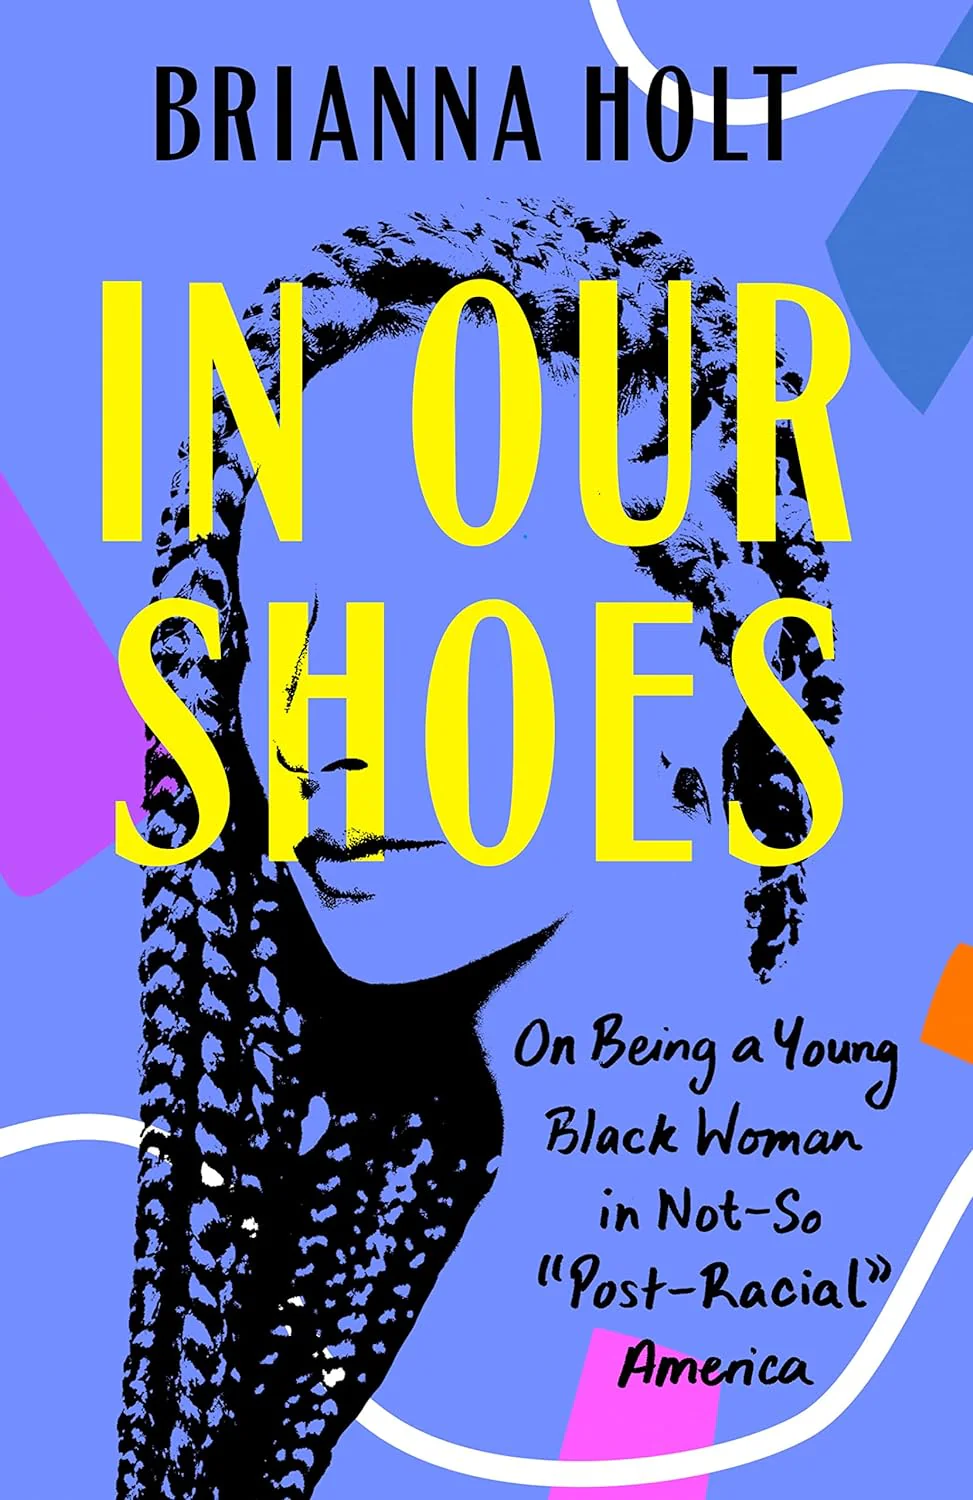 BRIANNA HOLT
IN OUR
SHOES
On Being a Young
Black Woman
in Not-So
"Post-Racial"
America